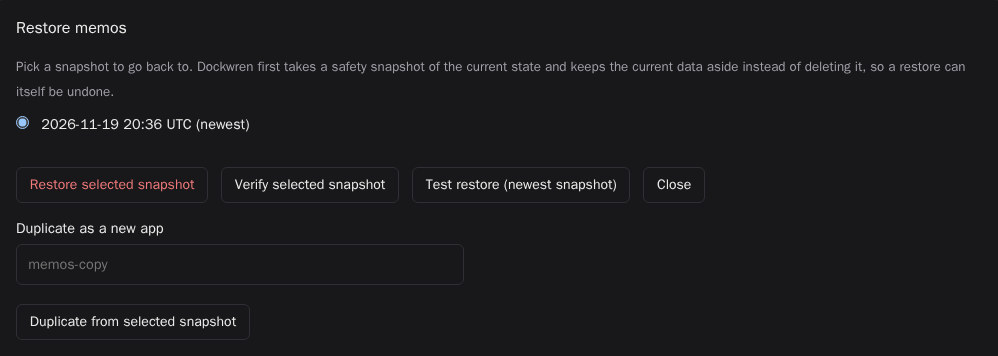 Restore memos
Pick a snapshot to go back to. Dockwren first takes a safety snapshot of the current state and keeps the current data aside instead of deleting it, so a restore can
itself be undone.
2026-11-19 20:36 UTC (newest)
Restore selected snapshot
Verify selected snapshot
Test restore (newest snapshot)
Close
Duplicate as a new app
memos-copy
Duplicate from selected snapshot